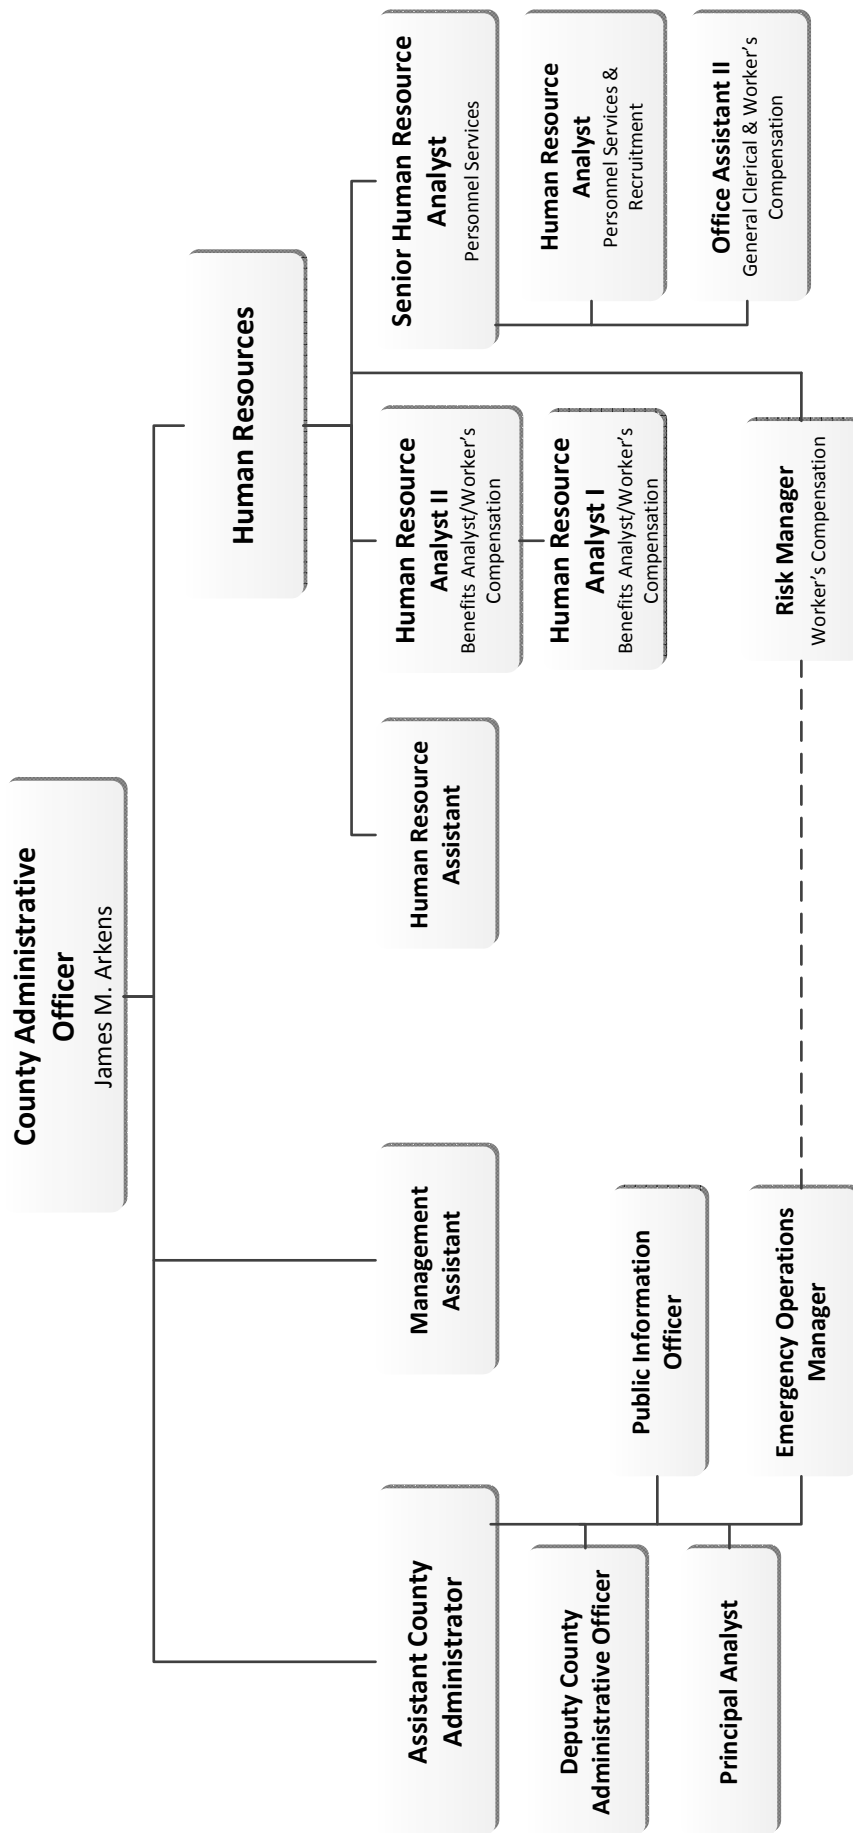 County Administrative
Officer
James M. Arkens
Assistant County
Administrator
Deputy County
Administrative Officer
Principal Analyst
Public Information
Officer
Emergency Operations
Manager
Management
Assistant
Human Resources
Human Resource
Assistant
Human Resource
Analyst II
Benefits Analyst/Worker's
Compensation
Human Resource
Analyst I
Benefits Analyst/Worker's
Compensation
Risk Manager
Worker's Compensation
Senior Human Resource
Analyst
Personnel Services
Human Resource
Analyst
Personnel Services &
Recruitment
Office Assistant II
General Clerical & Worker's
Compensation